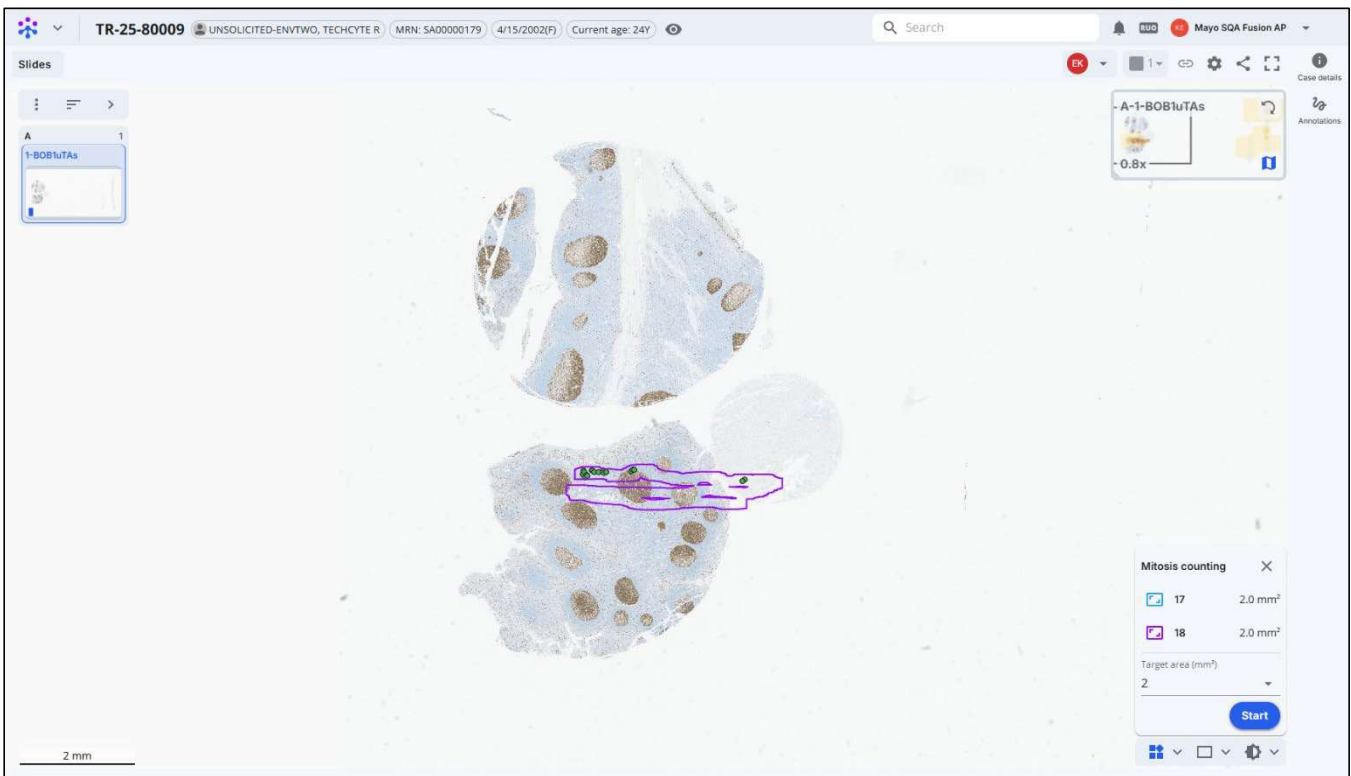 TR-25-80009 UNSOLICITED-ENVTWO, TECHCYTE R MRN: SA00000179 4/15/2002(F) Current age: 24Y Search RUO KE Mayo SQA Fusion AP
Slides EK 1 Case details
Annotations
A 1
1-BOB1uTAs
A-1-BOB1uTAs
0.8x
Mitosis counting
17 2.0 mm²
18 2.0 mm²
Target area (mm²)
2
Start
2 mm